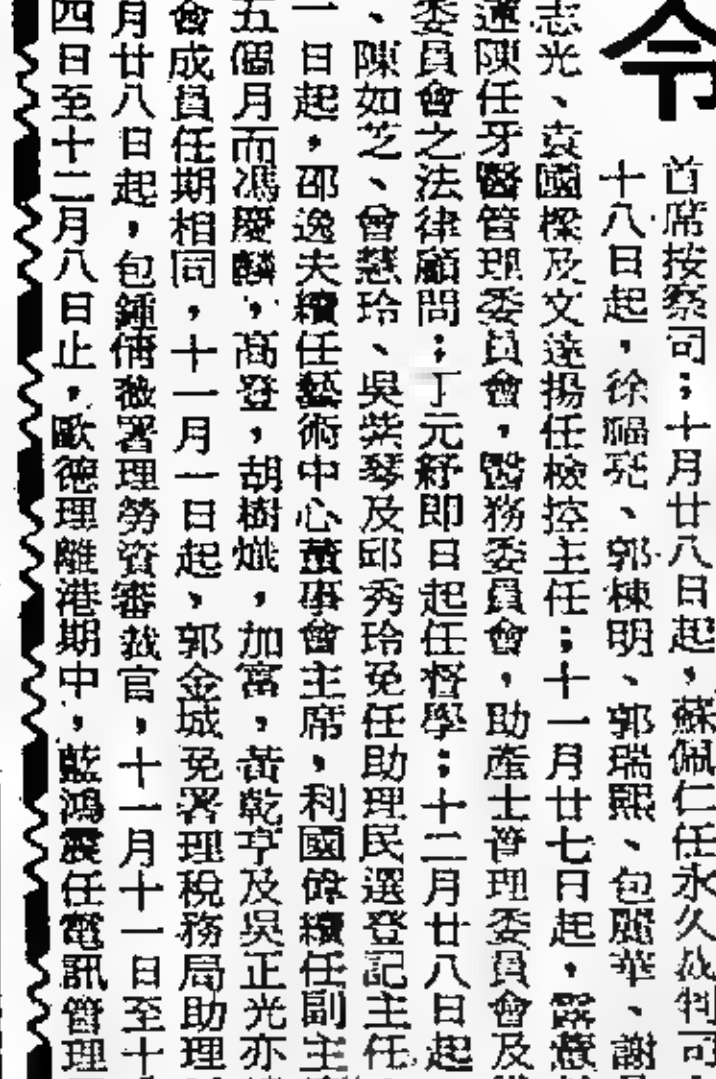 令
首席按察司；十月廿八日起，蘇佩仁任永久裁判司
十八日起，徐福亮、郭棟明、郭瑞熙、包麗華、謝
志光、袁國樑及文達揚任檢控主任；十一月廿七日起，
陳任牙醫管理委員會，醫務委員會，助產士管理委員會及
委員會之法律顧問；丁元紓即日起任督學；十二月廿八日起
、陳如芝、曾慧玲、吳紫琴及邱秀玲免任助理民選登記主任
一日起，邵逸夫續任藝術中心董事會主席，利國偉續任副主
五個月而馮慶麟，高登，胡樹熾，加富，黃乾亨及吳正光亦
會成員任期相同，十一月一日起，郭金城免署理稅務局助理
月廿八日起，包鍾倩薇署理勞資審裁官，十一月十一日至十
四日至十二月八日止，歐德理離港期中，藍鴻震任電訊管理